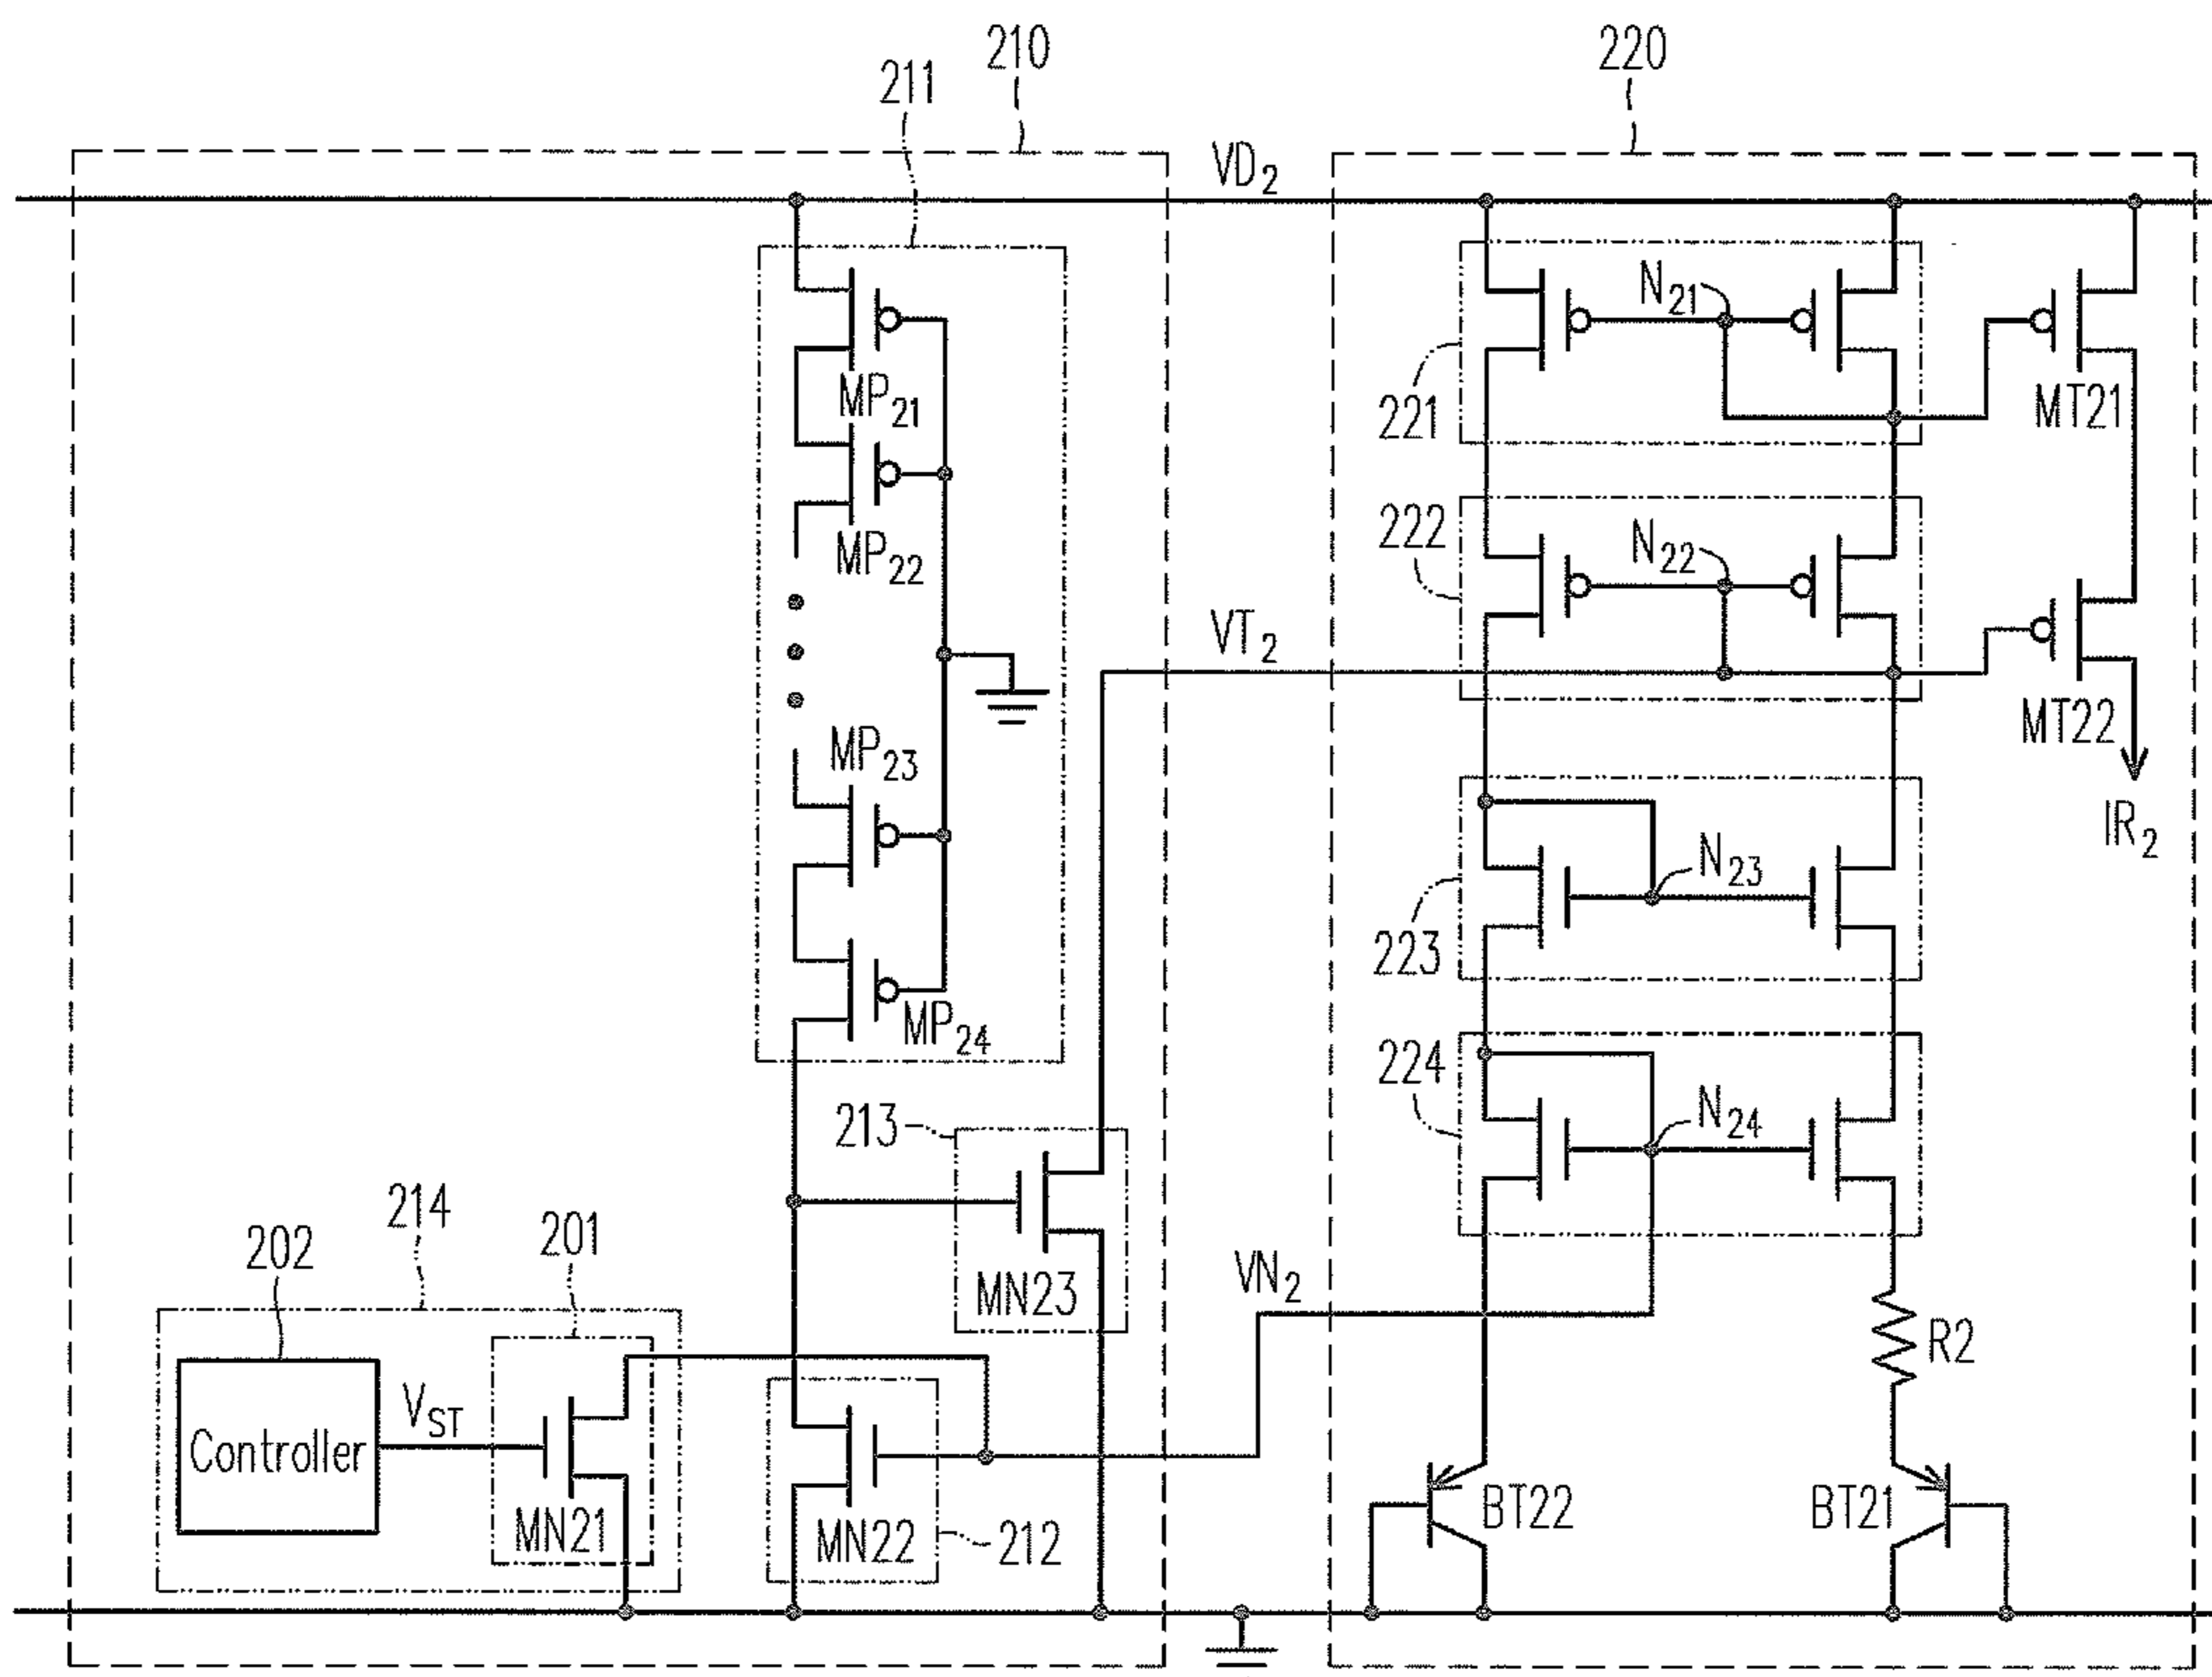 210
220
211
VD2
N21
MP21
221
MT21
N22
222
MP22
VT2
MT22
MP23
IR2
N23
223
MP24
224
N24
213
214
201
202
VN2
MN23
R2
VST
Controller
BT22
BT21
MN21
MN22
212